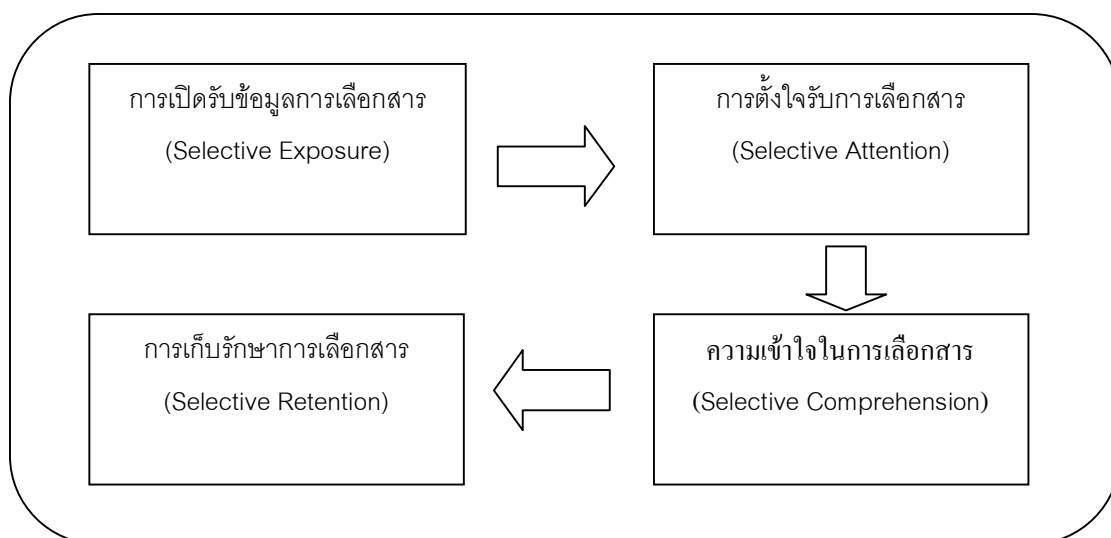 การเปิดรับข้อมูลการเลือกสาร
(Selective Exposure)
การตั้งใจรับการเลือกสาร
(Selective Attention)
ความเข้าใจในการเลือกสาร
(Selective Comprehension)
การเก็บรักษาการเลือกสาร
(Selective Retention)